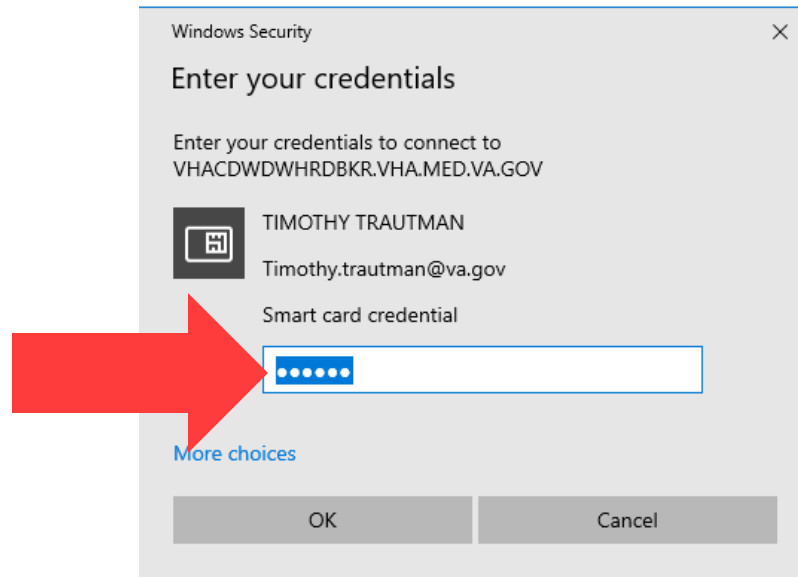 Windows Security
Enter your credentials
Enter your credentials to connect to
VHACDWDWHRDBKR.VHA.MED.VA.GOV
TIMOTHY TRAUTMAN
Timothy.trautman@va.gov
Smart card credential
••••••
More choices
OK
Cancel